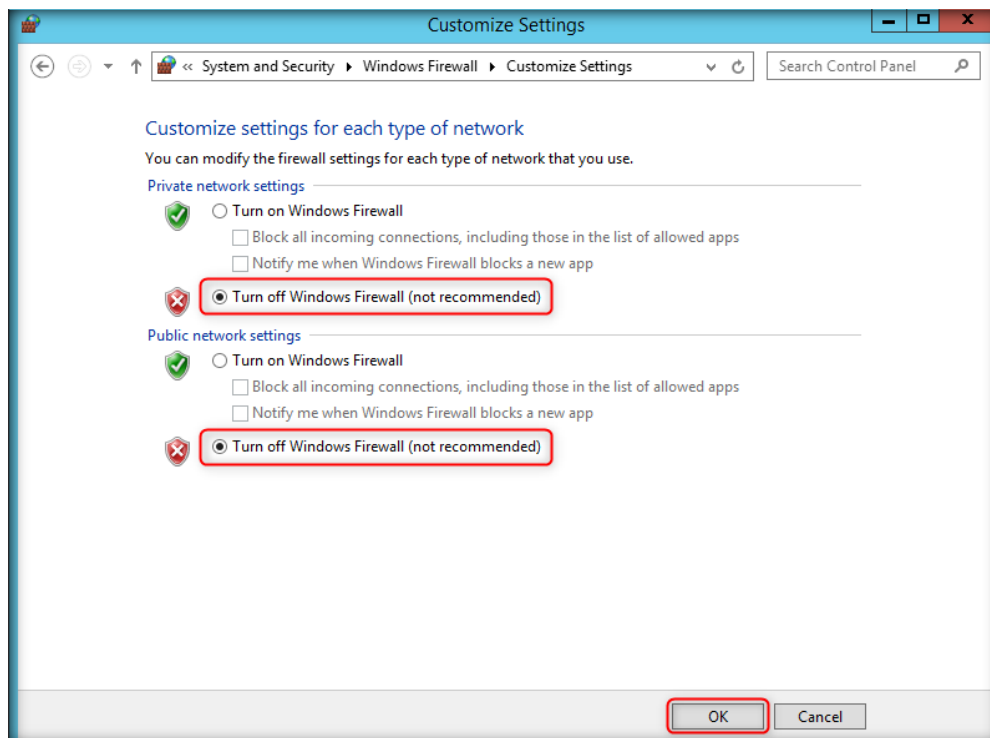 Customize Settings
« System and Security ▸ Windows Firewall ▸ Customize Settings
Search Control Panel
Customize settings for each type of network
You can modify the firewall settings for each type of network that you use.
Private network settings
Turn on Windows Firewall
Block all incoming connections, including those in the list of allowed apps
Notify me when Windows Firewall blocks a new app
Turn off Windows Firewall (not recommended)
Public network settings
Turn on Windows Firewall
Block all incoming connections, including those in the list of allowed apps
Notify me when Windows Firewall blocks a new app
Turn off Windows Firewall (not recommended)
OK
Cancel